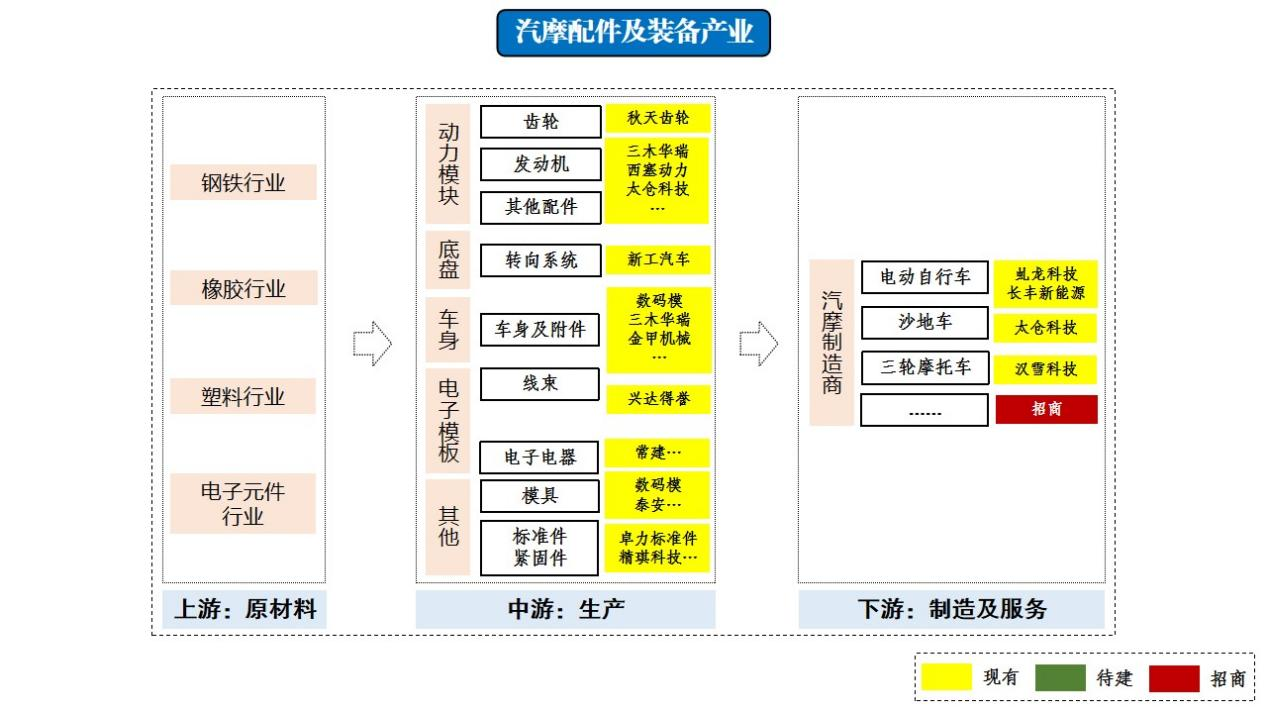 汽摩配件及装备产业
钢铁行业
橡胶行业
塑料行业
电子元件
行业
上游：原材料
动力模块
齿轮
秋天齿轮
发动机
其他配件
三木华瑞
西塞动力
太仓科技
…
底盘
转向系统
新工汽车
车身
车身及附件
数码模
三木华瑞
金甲机械
…
电子模板
线束
兴达得誉
电子电器
常建…
其他
模具
数码模
泰安…
标准件
紧固件
卓力标准件
精琪科技…
中游：生产
汽摩制造商
电动自行车
虬龙科技
长丰新能源
沙地车
太仓科技
三轮摩托车
汉雪科技
......
招商
下游：制造及服务
现有
待建
招商